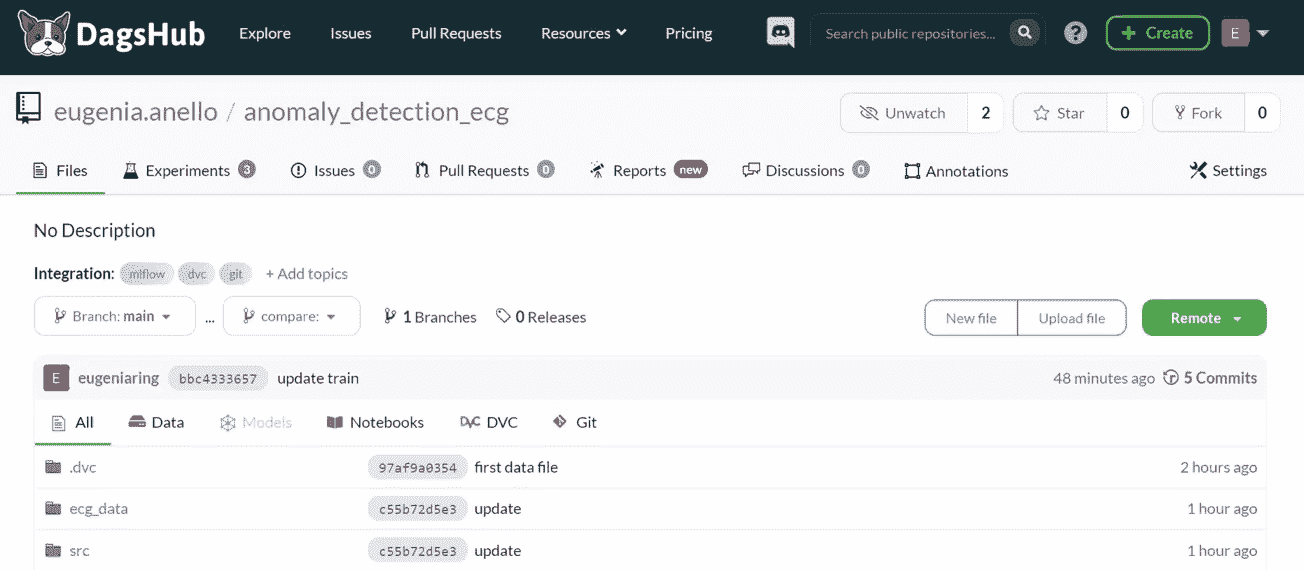 DagsHub Explore Issues Pull Requests Resources Pricing Search public repositories... ? + Create E
eugenia.anello / anomaly_detection_ecg Unwatch 2 Star 0 Fork 0
Files Experiments 3 Issues 0 Pull Requests 0 Reports new Discussions 0 Annotations Settings
No Description
Integration: mlflow dvc git + Add topics
Branch: main ... compare: 1 Branches 0 Releases New file Upload file Remote
E eugeniaring bbc4333657 update train 48 minutes ago 5 Commits
All Data Models Notebooks DVC DVC Git
.dvc 97af9a0354 first data file 2 hours ago
ecg_data c55b72d5e3 update 1 hour ago
src c55b72d5e3 update 1 hour ago